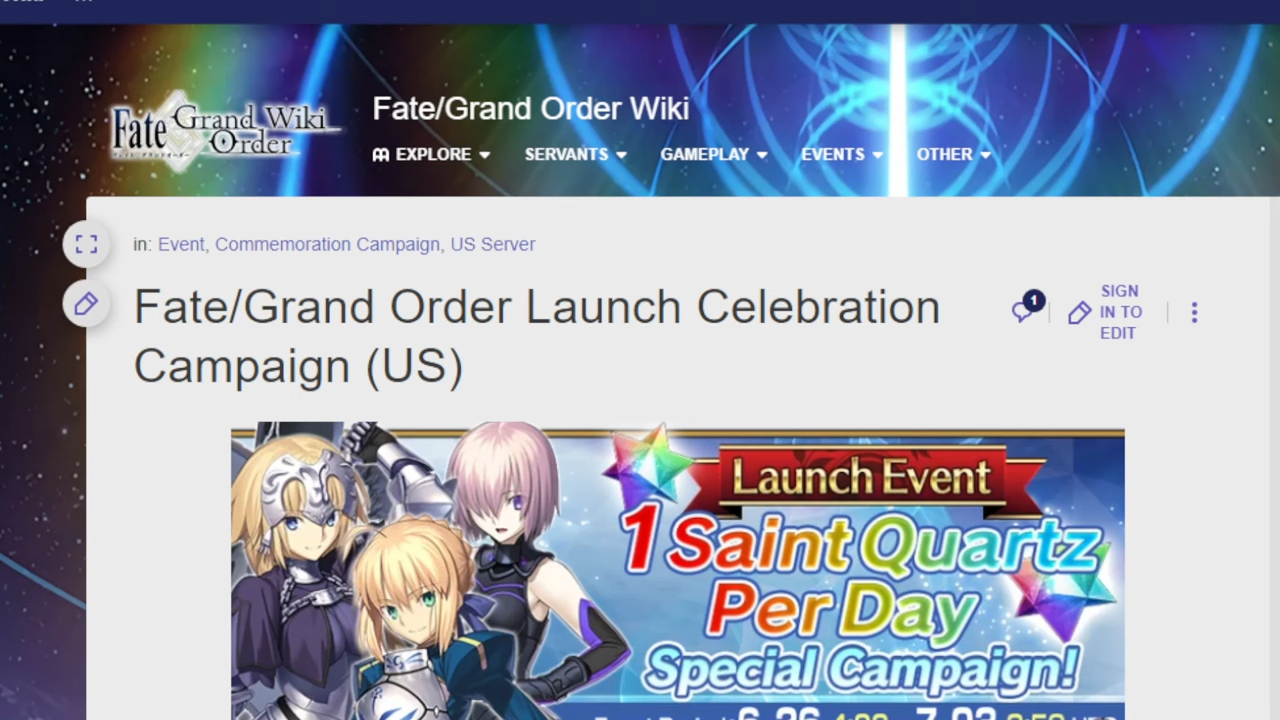 Fate Grand Wiki
Order
Fate/Grand Order Wiki
EXPLORE SERVANTS GAMEPLAY EVENTS OTHER
in: Event, Commemoration Campaign, US Server
Fate/Grand Order Launch Celebration
Campaign (US)
1
SIGN
IN TO
EDIT
Launch Event
1 Saint Quartz
Per Day
Special Campaign!